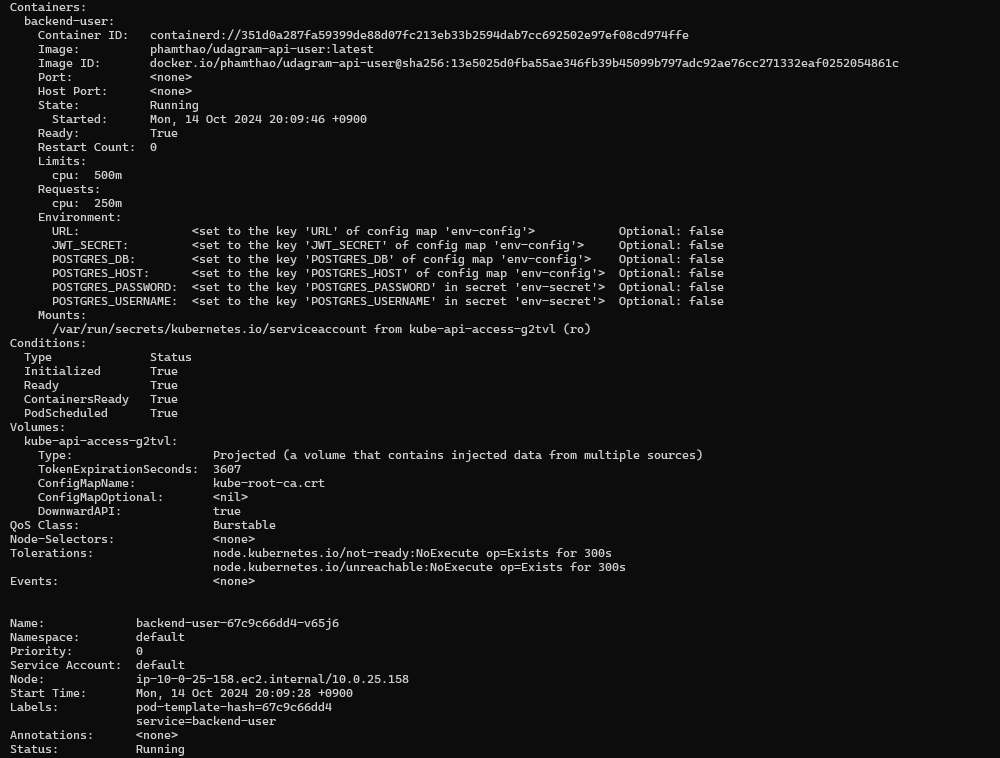 Containers:
  backend-user:
    Container ID:   containerd://351d0a287fa59399de88d07fc213eb33b2594dab7cc692502e97ef08cd974ffe
    Image:          phamthao/udagram-api-user:latest
    Image ID:       docker.io/phamthao/udagram-api-user@sha256:13e5025d0fba55ae346fb39b45099b797adc92ae76cc271332eaf0252054861c
    Port:           <none>
    Host Port:      <none>
    State:          Running
      Started:      Mon, 14 Oct 2024 20:09:46 +0900
    Ready:          True
    Restart Count:  0
    Limits:
      cpu:  500m
    Requests:
      cpu:  250m
    Environment:
      URL:                <set to the key 'URL' of config map 'env-config'>            Optional: false
      JWT_SECRET:         <set to the key 'JWT_SECRET' of config map 'env-config'>     Optional: false
      POSTGRES_DB:        <set to the key 'POSTGRES_DB' of config map 'env-config'>    Optional: false
      POSTGRES_HOST:      <set to the key 'POSTGRES_HOST' of config map 'env-config'>  Optional: false
      POSTGRES_PASSWORD:  <set to the key 'POSTGRES_PASSWORD' in secret 'env-secret'>  Optional: false
      POSTGRES_USERNAME:  <set to the key 'POSTGRES_USERNAME' in secret 'env-secret'>  Optional: false
    Mounts:
      /var/run/secrets/kubernetes.io/serviceaccount from kube-api-access-g2tvl (ro)
Conditions:
  Type              Status
  Initialized       True
  Ready             True
  ContainersReady   True
  PodScheduled      True
Volumes:
  kube-api-access-g2tvl:
    Type:                    Projected (a volume that contains injected data from multiple sources)
    TokenExpirationSeconds:  3607
    ConfigMapName:           kube-root-ca.crt
    ConfigMapOptional:       <nil>
    DownwardAPI:             true
QoS Class:                   Burstable
Node-Selectors:              <none>
Tolerations:                 node.kubernetes.io/not-ready:NoExecute op=Exists for 300s
                             node.kubernetes.io/unreachable:NoExecute op=Exists for 300s
Events:                      <none>


Name:             backend-user-67c9c66dd4-v65j6
Namespace:        default
Priority:         0
Service Account:  default
Node:             ip-10-0-25-158.ec2.internal/10.0.25.158
Start Time:       Mon, 14 Oct 2024 20:09:28 +0900
Labels:           pod-template-hash=67c9c66dd4
                  service=backend-user
Annotations:      <none>
Status:           Running